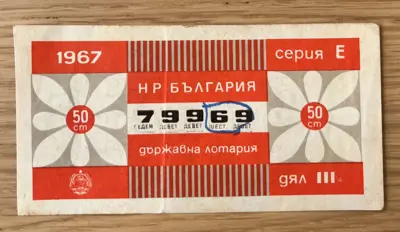 1967
серия Е
НР БЪЛГАРИЯ
50 ст
79969
50 ст
СЕДЕМ ДЕВЕТ ДЕВЕТ ШЕСТ ДЕВЕТ
държавна лотария
дял III